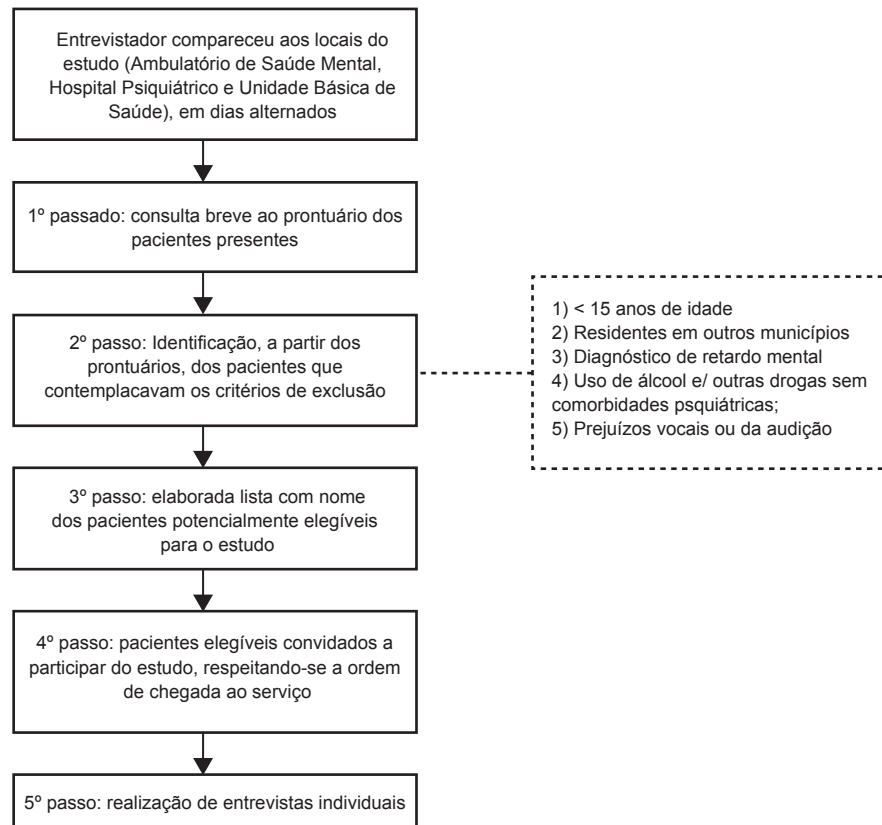 Entrevistador compareceu aos locais do
estudo (Ambulatório de Saúde Mental,
Hospital Psiquiátrico e Unidade Básica de
Saúde), em dias alternados
1º passado: consulta breve ao prontuário dos
pacientes presentes
2º passo: Identificação, a partir dos
prontuários, dos pacientes que
contemplacavam os critérios de exclusão
1) < 15 anos de idade
2) Residentes em outros municípios
3) Diagnóstico de retardo mental
4) Uso de álcool e/ outras drogas sem
comorbidades psquiátricas;
5) Prejuízos vocais ou da audição
3º passo: elaborada lista com nome
dos pacientes potencialmente elegíveis
para o estudo
4º passo: pacientes elegíveis convidados a
participar do estudo, respeitando-se a ordem
de chegada ao serviço
5º passo: realização de entrevistas individuais